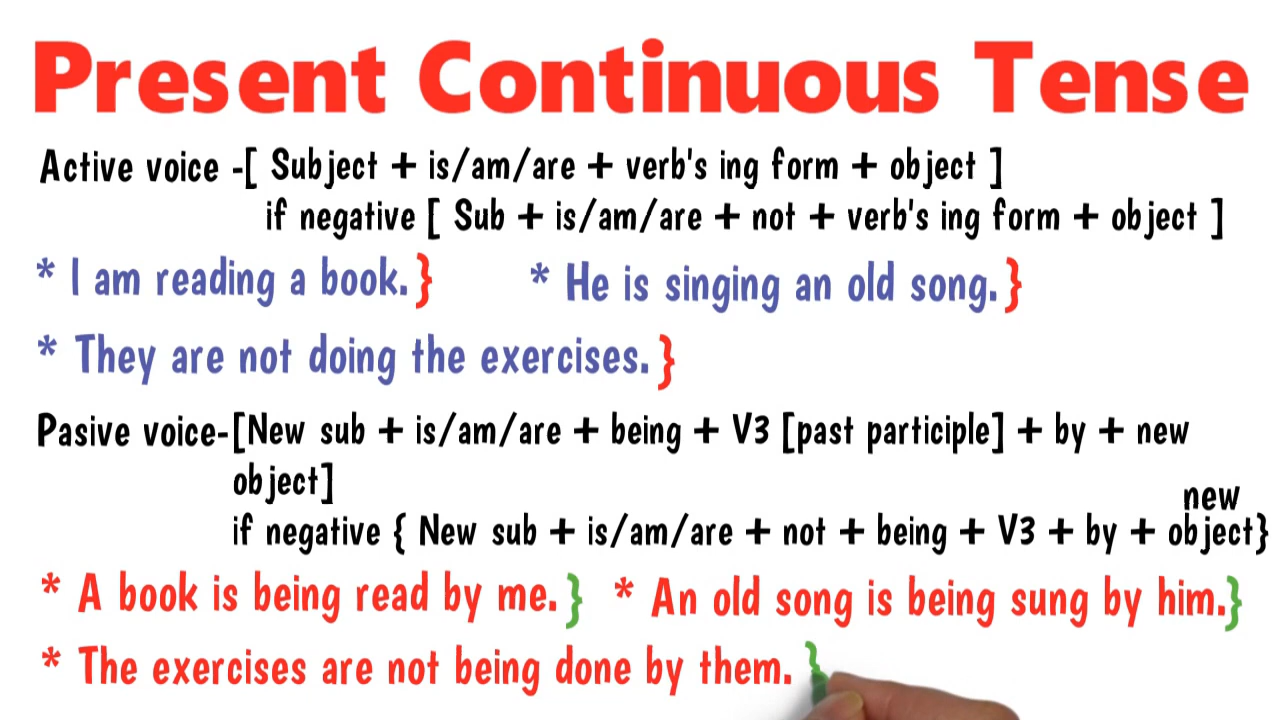 Present Continuous Tense
Active voice -[ Subject + is/am/are + verb's ing form + object ]
if negative [ Sub + is/am/are + not + verb's ing form + object ]
* I am reading a book.} * He is singing an old song.}
* They are not doing the exercises.}
Pasive voice-[New sub + is/am/are + being + V3 [past participle] + by + new
object]
new
if negative { New sub + is/am/are + not + being + V3 + by + object}
* A book is being read by me.} * An old song is being sung by him.}
* The exercises are not being done by them. }